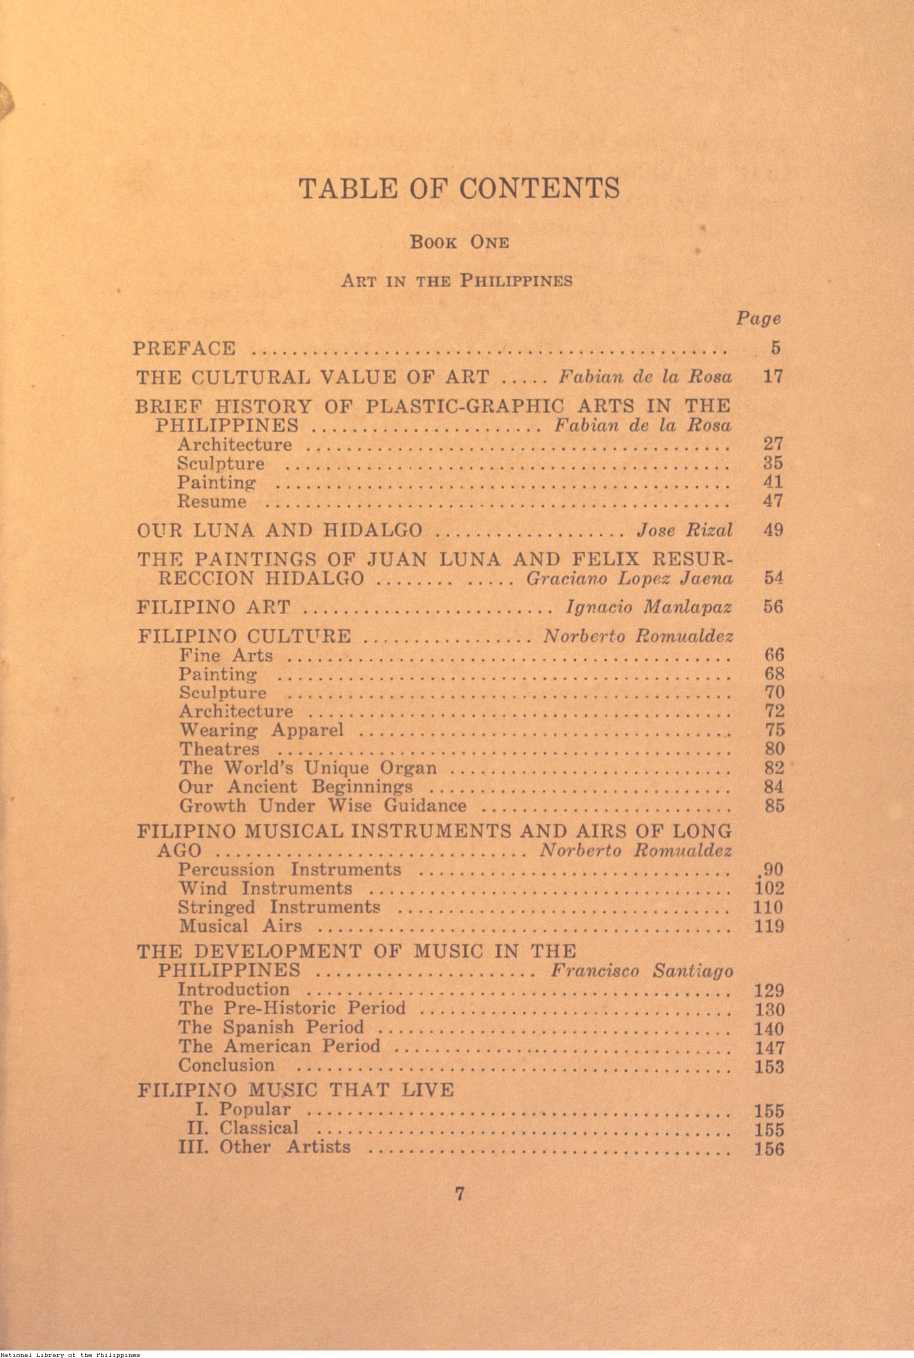 TABLE OF CONTENTS
BOOK ONE
ART IN THE PHILIPPINES
Page
PREFACE ............................................... 5
THE CULTURAL VALUE OF ART ..... Fabian de la Rosa 17
BRIEF HISTORY OF PLASTIC-GRAPHIC ARTS IN THE
PHILIPPINES ....................... Fabian de la Rosa
Architecture .......................................... 27
Sculpture ............................................ 35
Painting ............................................. 41
Resume .............................................. 47
OUR LUNA AND HIDALGO ................... Jose Rizal 49
THE PAINTINGS OF JUAN LUNA AND FELIX RESUR-
RECCION HIDALGO ........ ..... Graciano Lopez Jaena 54
FILIPINO ART ......................... Ignacio Manlapaz 56
FILIPINO CULTURE ................. Norberto Romualdez
Fine Arts ............................................ 66
Painting ............................................. 68
Sculpture ............................................ 70
Architecture .......................................... 72
Wearing Apparel ..................................... 75
Theatres ............................................. 80
The World's Unique Organ ............................ 82
Our Ancient Beginnings .............................. 84
Growth Under Wise Guidance ......................... 85
FILIPINO MUSICAL INSTRUMENTS AND AIRS OF LONG
AGO ............................... Norberto Romualdez
Percussion Instruments ............................... 90
Wind Instruments .................................... 102
Stringed Instruments ................................. 110
Musical Airs ......................................... 119
THE DEVELOPMENT OF MUSIC IN THE
PHILIPPINES ...................... Francisco Santiago
Introduction .......................................... 129
The Pre-Historic Period ............................... 130
The Spanish Period ................................... 140
The American Period .................................. 147
Conclusion ........................................... 153
FILIPINO MUSIC THAT LIVE
I. Popular .......................................... 155
II. Classical ......................................... 155
III. Other Artists .................................... 156
7
National Library of the Philippines